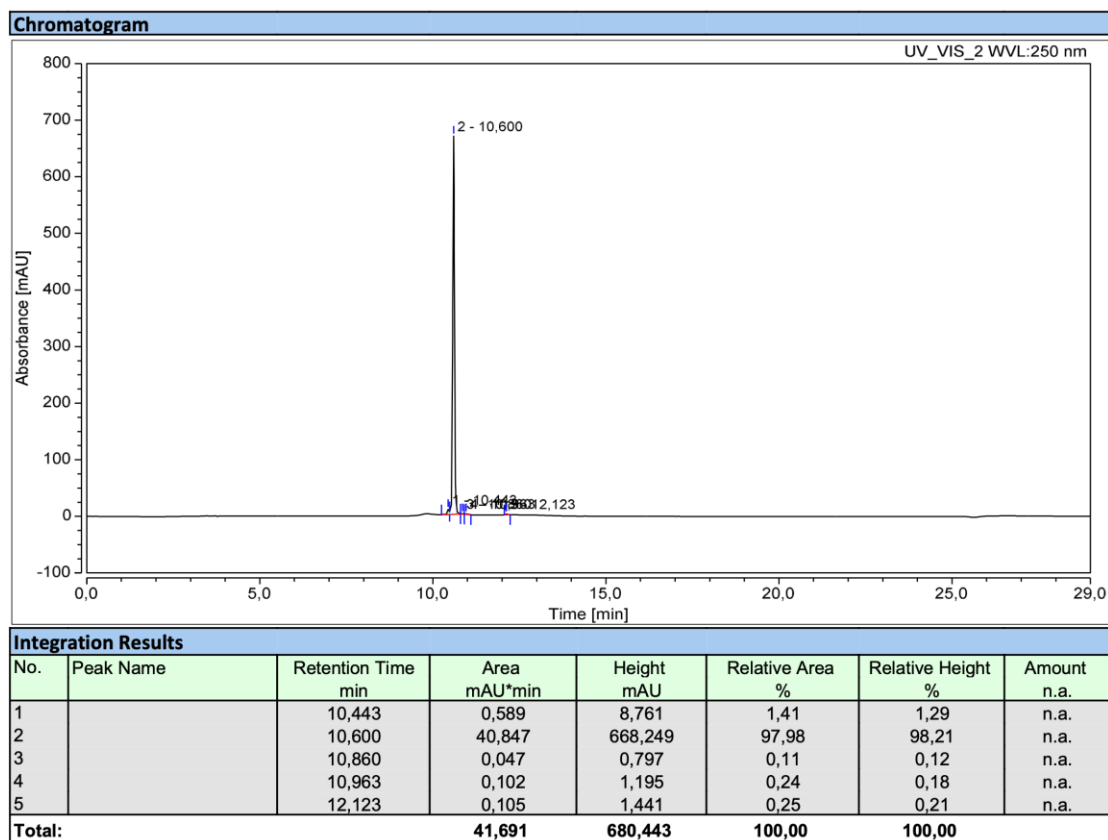 Chromatogram
UV_VIS_2 WVL:250 nm
800
700
600
500
400
300
200
100
0
-100
Absorbance [mAU]
2 - 10,600
1 - 10,443
12,123
0,0 5,0 10,0 15,0 20,0 25,0 29,0
Time [min]
Integration Results
No. Peak Name Retention Time Area Height Relative Area Relative Height Amount
min mAU*min mAU % % n.a.
1 10,443 0,589 8,761 1,41 1,29 n.a.
2 10,600 40,847 668,249 97,98 98,21 n.a.
3 10,860 0,047 0,797 0,11 0,12 n.a.
4 10,963 0,102 1,195 0,24 0,18 n.a.
5 12,123 0,105 1,441 0,25 0,21 n.a.
Total: 41,691 680,443 100,00 100,00